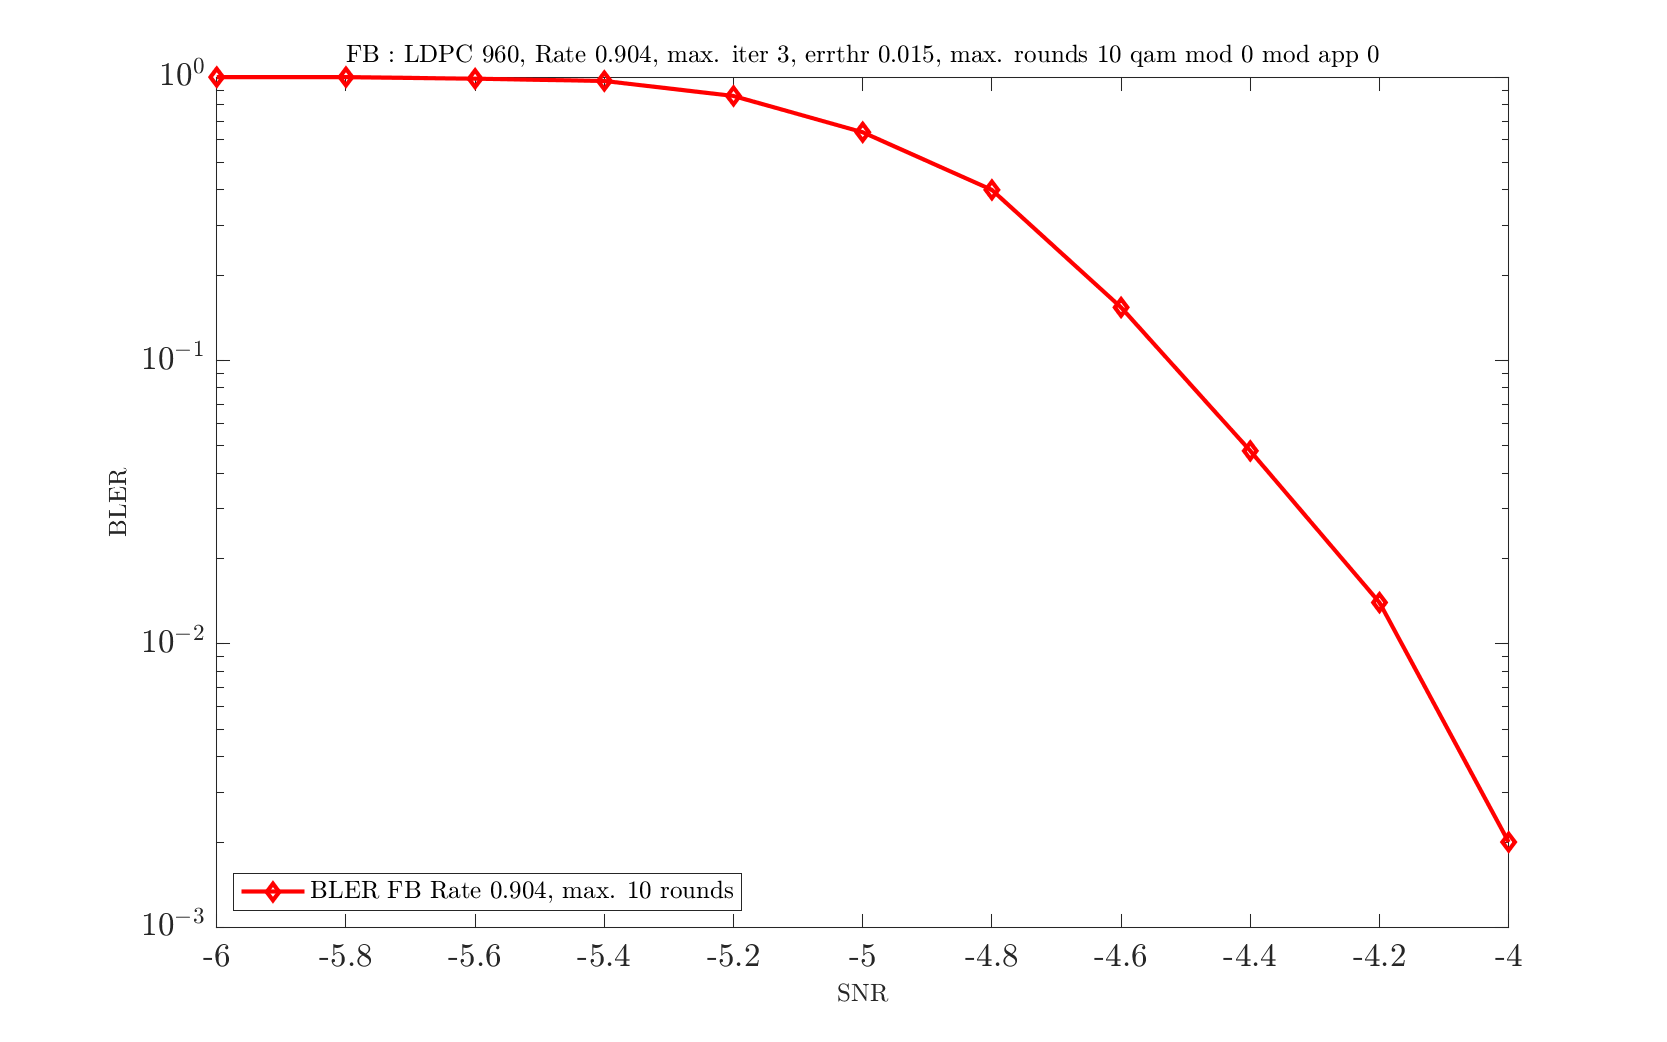 FB : LDPC 960, Rate 0.904, max. iter 3, errthr 0.015, max. rounds 10 qam mod 0 mod app 0
10^0
10^{-1}
10^{-2}
10^{-3}
BLER
BLER FB Rate 0.904, max. 10 rounds
-6 -5.8 -5.6 -5.4 -5.2 -5 -4.8 -4.6 -4.4 -4.2 -4
SNR